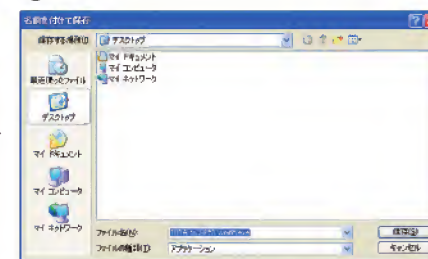 名前を付けて保存
保存する場所(I): デスクトップ
マイ ドキュメント
マイ コンピュータ
マイ ネットワーク
最近使ったファイル
デスクトップ
マイ ドキュメント
マイ コンピュータ
マイ ネットワーク
ファイル名(N):
保存(S)
ファイルの種類(T): アプリケーション
キャンセル